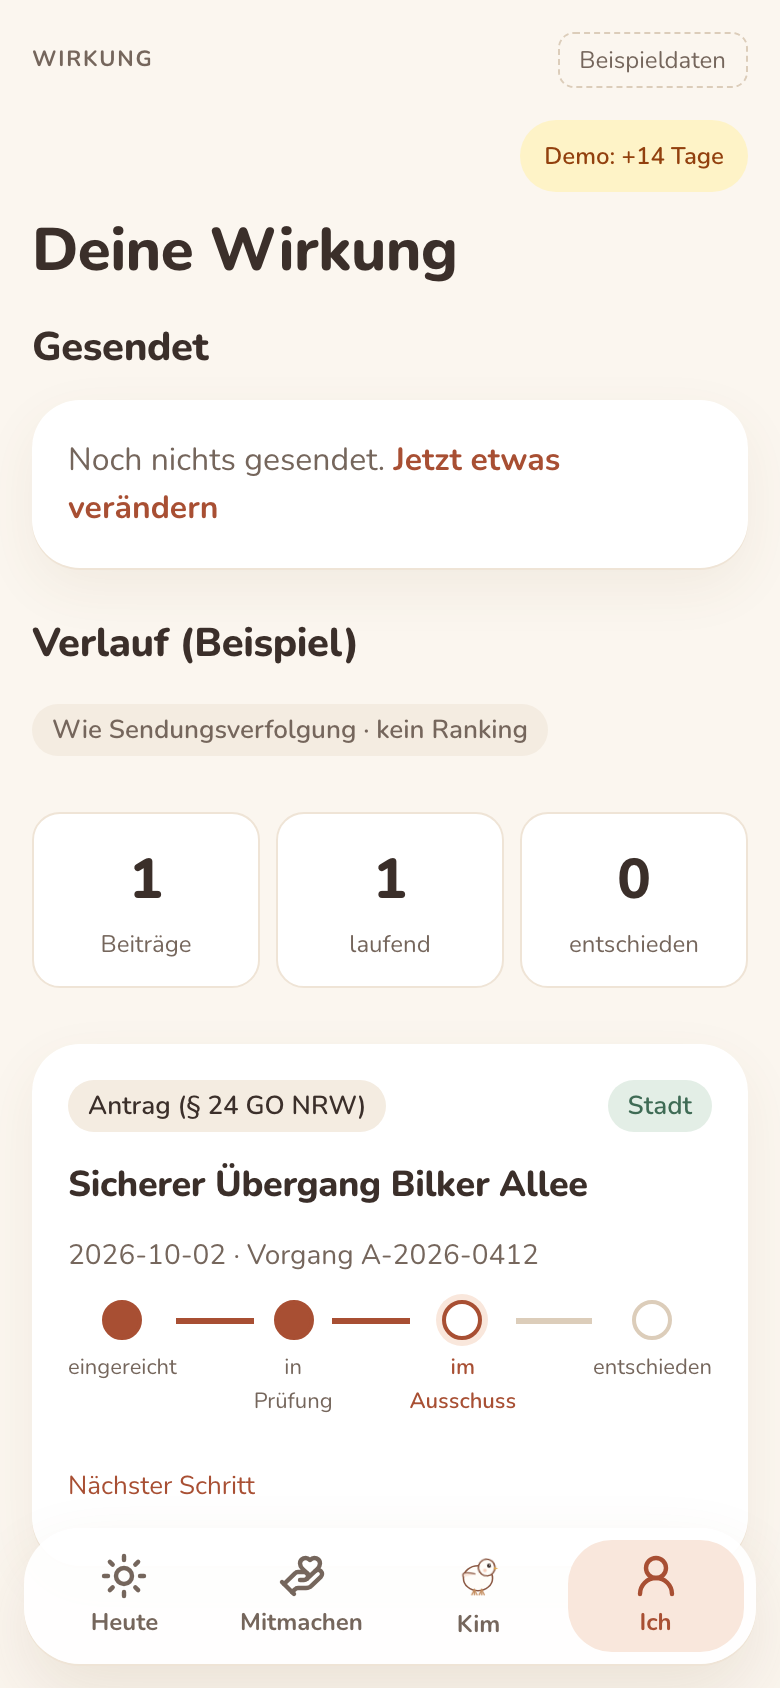 WIRKUNG
Beispieldaten
Demo: +14 Tage
Deine Wirkung
Gesendet
Noch nichts gesendet. Jetzt etwas
verändern
Verlauf (Beispiel)
Wie Sendungsverfolgung · kein Ranking
1
Beiträge
1
laufend
0
entschieden
Antrag (§ 24 GO NRW)
Stadt
Sicherer Übergang Bilker Allee
2026-10-02 · Vorgang A-2026-0412
eingereicht
in
Prüfung
im
Ausschuss
entschieden
Nächster Schritt
Heute
Mitmachen
Kim
Ich